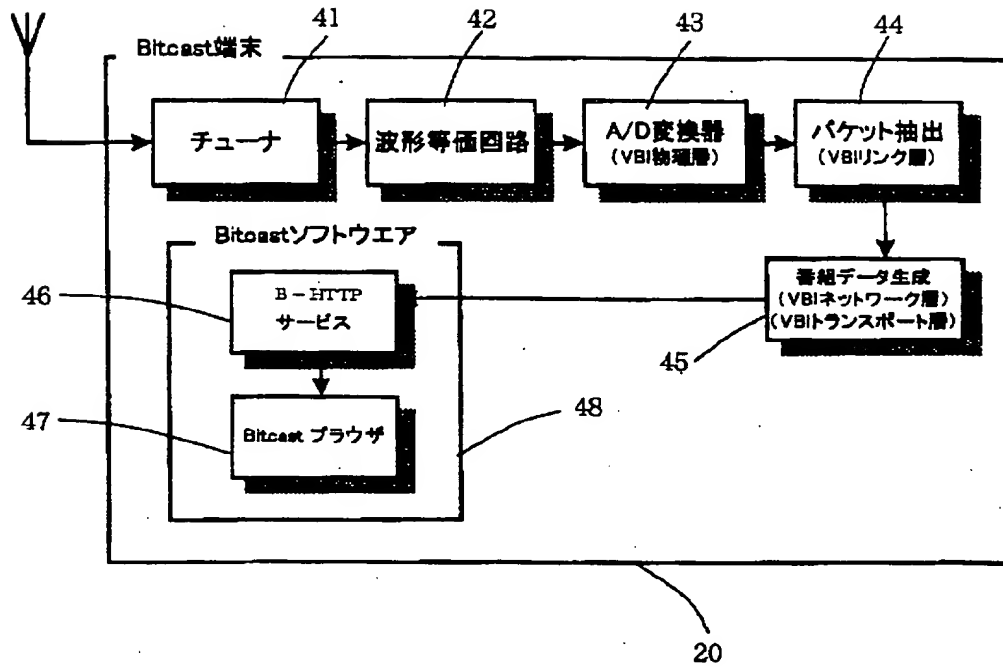 41
42
43
44
Bitcast端末
チューナ
波形等価回路
A/D変換器
(VBI物理層)
パケット抽出
(VBIリンク層)
Bitcastソフトウエア
46
B-HTTP
サービス
番組データ生成
(VBIネットワーク層)
(VBIトランスポート層)
45
47
Bitcast ブラウザ
48
20